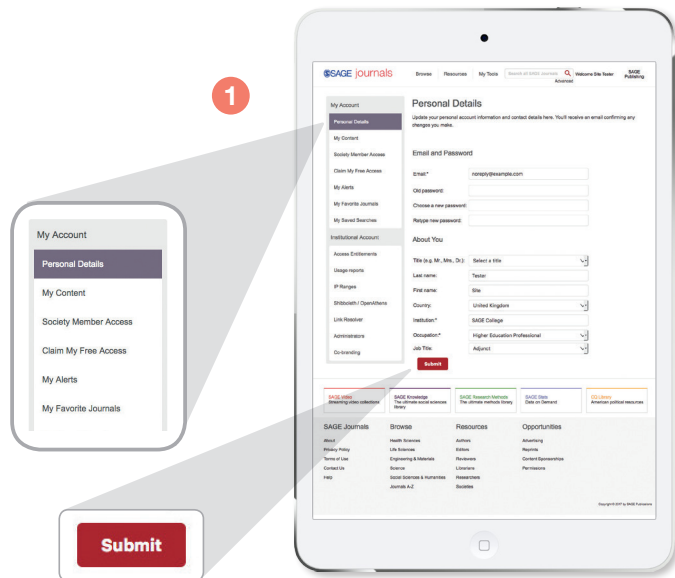 1
SAGE journals
Browse Resources My Tools Search all SAGE Journals Welcome Site Tester SAGE Publishing
Advanced
My Account
Personal Details
My Content
Society Member Access
Claim My Free Access
My Alerts
My Favorite Journals
My Saved Searches
Institutional Account
Access Entitlements
Usage reports
IP Ranges
Shibboleth / OpenAthens
Link Resolver
Administrators
Co-branding
Personal Details
Update your personal account information and contact details here. You'll receive an email confirming any
changes you make.
Email and Password
Email:* noreply@example.com
Old password:
Choose a new password:
Retype new password:
About You
Title (e.g. Mr., Mrs., Dr.): Select a title
Last name: Tester
First name: Site
Country: United Kingdom
Institution:* SAGE College
Occupation:* Higher Education Professional
Job Title: Adjunct
Submit
My Account
Personal Details
My Content
Society Member Access
Claim My Free Access
My Alerts
My Favorite Journals
Submit
SAGE Video
Streaming video collections
SAGE Knowledge
The ultimate social sciences
library
SAGE Research Methods
The ultimate methods library
SAGE Stats
Data on Demand
CQ Library
American political resources
SAGE Journals
About
Privacy Policy
Terms of Use
Contact Us
Help
Browse
Health Sciences
Life Sciences
Engineering & Materials
Science
Social Sciences & Humanities
Journals A-Z
Resources
Authors
Editors
Reviewers
Librarians
Researchers
Societies
Opportunities
Advertising
Reprints
Content Sponsorships
Permissions
Copyright © 2017 by SAGE Publications